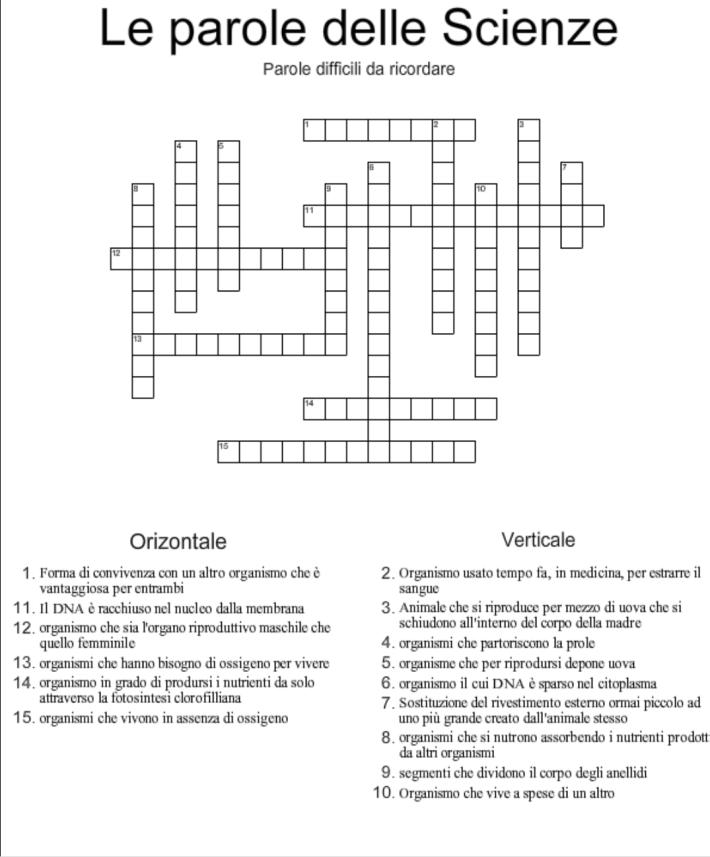 Le parole delle Scienze
Parole difficili da ricordare
1
2
3
4
5
6
7
8
9
10
11
12
13
14
15
Orizontale
1. Forma di convivenza con un altro organismo che è
vantaggiosa per entrambi
11. Il DNA è racchiuso nel nucleo dalla membrana
12. organismo che sia l'organo riproduttivo maschile che
quello femminile
13. organismi che hanno bisogno di ossigeno per vivere
14. organismo in grado di prodursi i nutrienti da solo
attraverso la fotosintesi clorofilliana
15. organismi che vivono in assenza di ossigeno
Verticale
2. Organismo usato tempo fa, in medicina, per estrarre il
sangue
3. Animale che si riproduce per mezzo di uova che si
schiudono all'interno del corpo della madre
4. organismi che partoriscono la prole
5. organisme che per riprodursi depone uova
6. organismo il cui DNA è sparso nel citoplasma
7. Sostituzione del rivestimento esterno ormai piccolo ad
uno più grande creato dall'animale stesso
8. organismi che si nutrono assorbendo i nutrienti prodott
da altri organismi
9. segmenti che dividono il corpo degli anellidi
10. Organismo che vive a spese di un altro